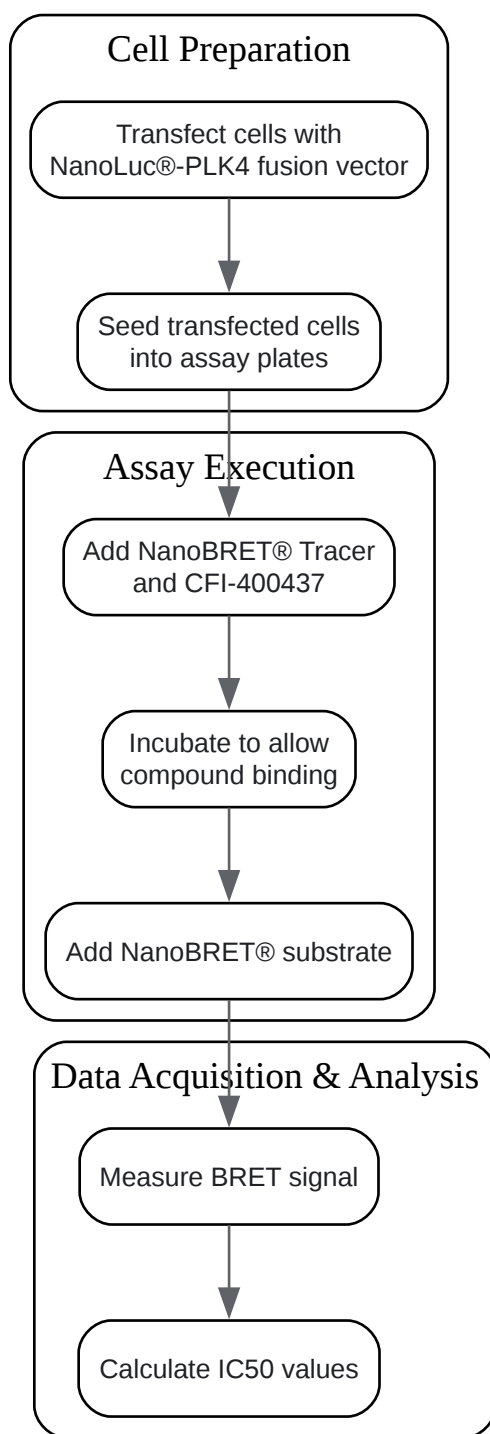 Cell Preparation
Transfect cells with
NanoLuc®-PLK4 fusion vector
Seed transfected cells
into assay plates
Assay Execution
Add NanoBRET® Tracer
and CFI-400437
Incubate to allow
compound binding
Add NanoBRET® substrate
Data Acquisition & Analysis
Measure BRET signal
Calculate IC50 values